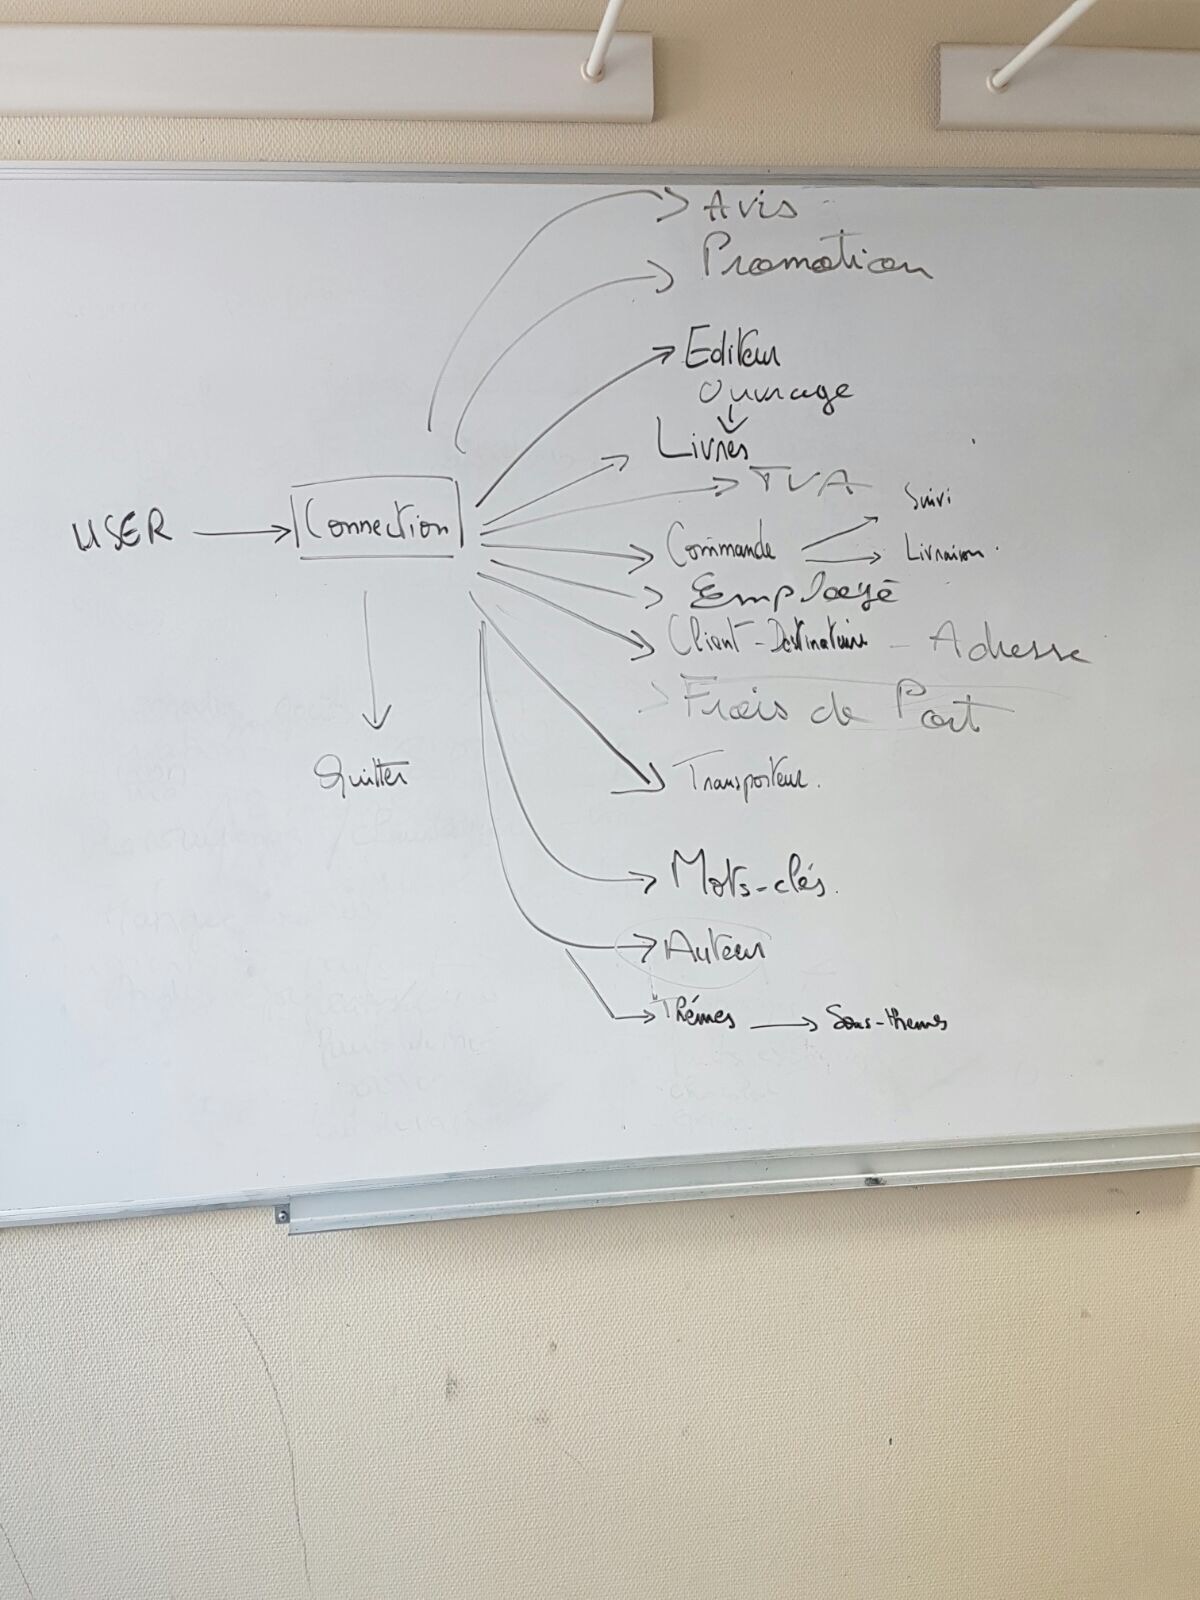 Avis
Promotion
Editeur
Ouvrage
Livres
TVA
USER
Connection
Commande
Suivi
Livraison.
Employé
Client-Destinataire - Adresse
Frais de Port
Quitter
Transporteur.
Mots-clés.
Auteur
Thémes
Sous-themes